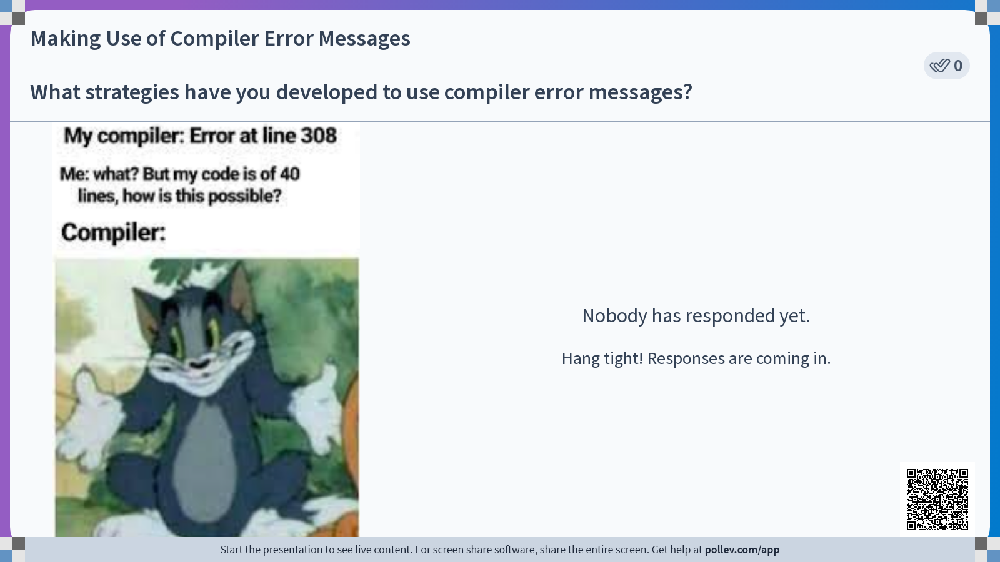 Making Use of Compiler Error Messages
0
What strategies have you developed to use compiler error messages?
My compiler: Error at line 308
Me: what? But my code is of 40
lines, how is this possible?
Compiler:
Nobody has responded yet.
Hang tight! Responses are coming in.
Start the presentation to see live content. For screen share software, share the entire screen. Get help at pollev.com/app